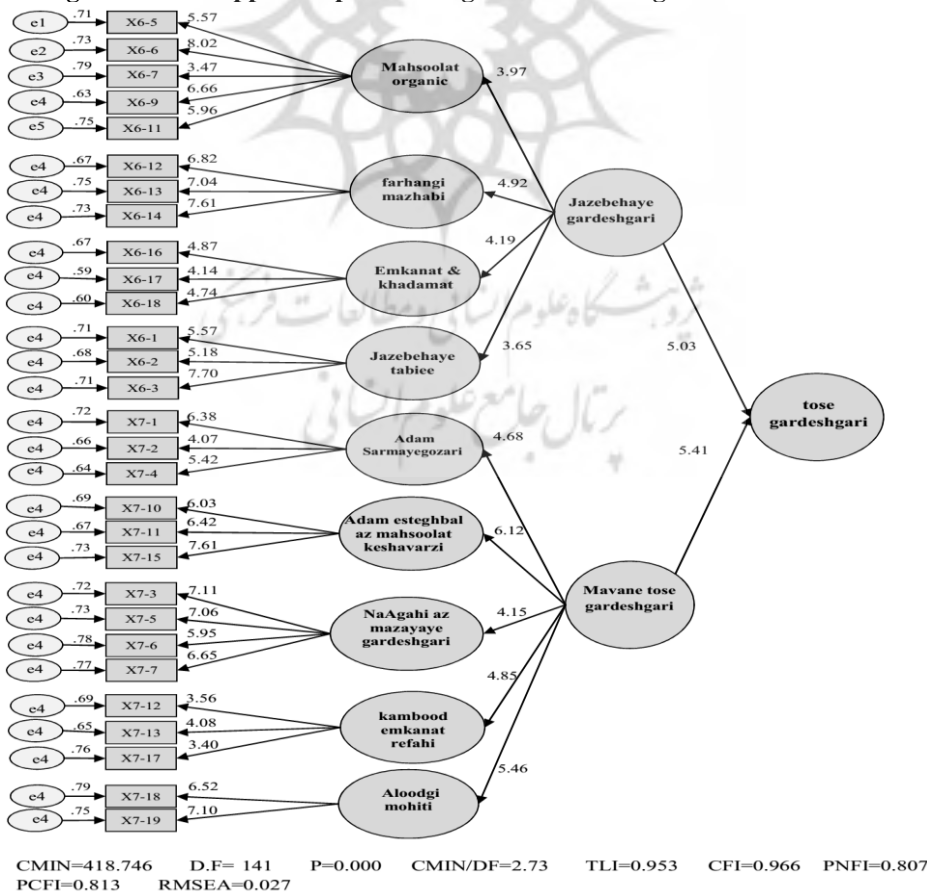 e1 .71 X6-5 5.57
e2 .73 X6-6 8.02
e3 .79 X6-7 3.47
e4 .63 X6-9 6.66
e5 .75 X6-11 5.96
Mahsoolat
organic
3.97
e4 .67 X6-12 6.82
e4 .75 X6-13 7.04
e4 .73 X6-14 7.61
farhangi
mazhabi
4.92
Jazebehaye
gardeshgari
e4 .67 X6-16 4.87
e4 .59 X6-17 4.14
e4 .60 X6-18 4.74
Emkanat &
khadamat
4.19
پژوهشگاه علوم انسانی و مطالعات فرهنگی
e4 .71 X6-1 5.57
e4 .68 X6-2 5.18
e4 .71 X6-3 7.70
Jazebehaye
tabiee
3.65
5.03
پرتال جامع علوم انسانی
tose
gardeshgari
e4 .72 X7-1 6.38
e4 .66 X7-2 4.07
e4 .64 X7-4 5.42
Adam
Sarmayegozari
4.68
5.41
e4 .69 X7-10 6.03
e4 .67 X7-11 6.42
e4 .73 X7-15 7.61
Adam esteghbal
az mahsoolat
keshavarzi
6.12
Mavane tose
gardeshgari
e4 .72 X7-3 7.11
e4 .73 X7-5 7.06
e4 .78 X7-6 5.95
e4 .77 X7-7 6.65
NaAgahi az
mazayaye
gardeshgari
4.15
e4 .69 X7-12 3.56
e4 .65 X7-13 4.08
e4 .76 X7-17 3.40
kambood
emkanat
refahi
4.85
e4 .79 X7-18 6.52
e4 .75 X7-19 7.10
Aloodgi
mohiti
5.46
CMIN=418.746 D.F= 141 P=0.000 CMIN/DF=2.73 TLI=0.953 CFI=0.966 PNFI=0.807
PCFI=0.813 RMSEA=0.027